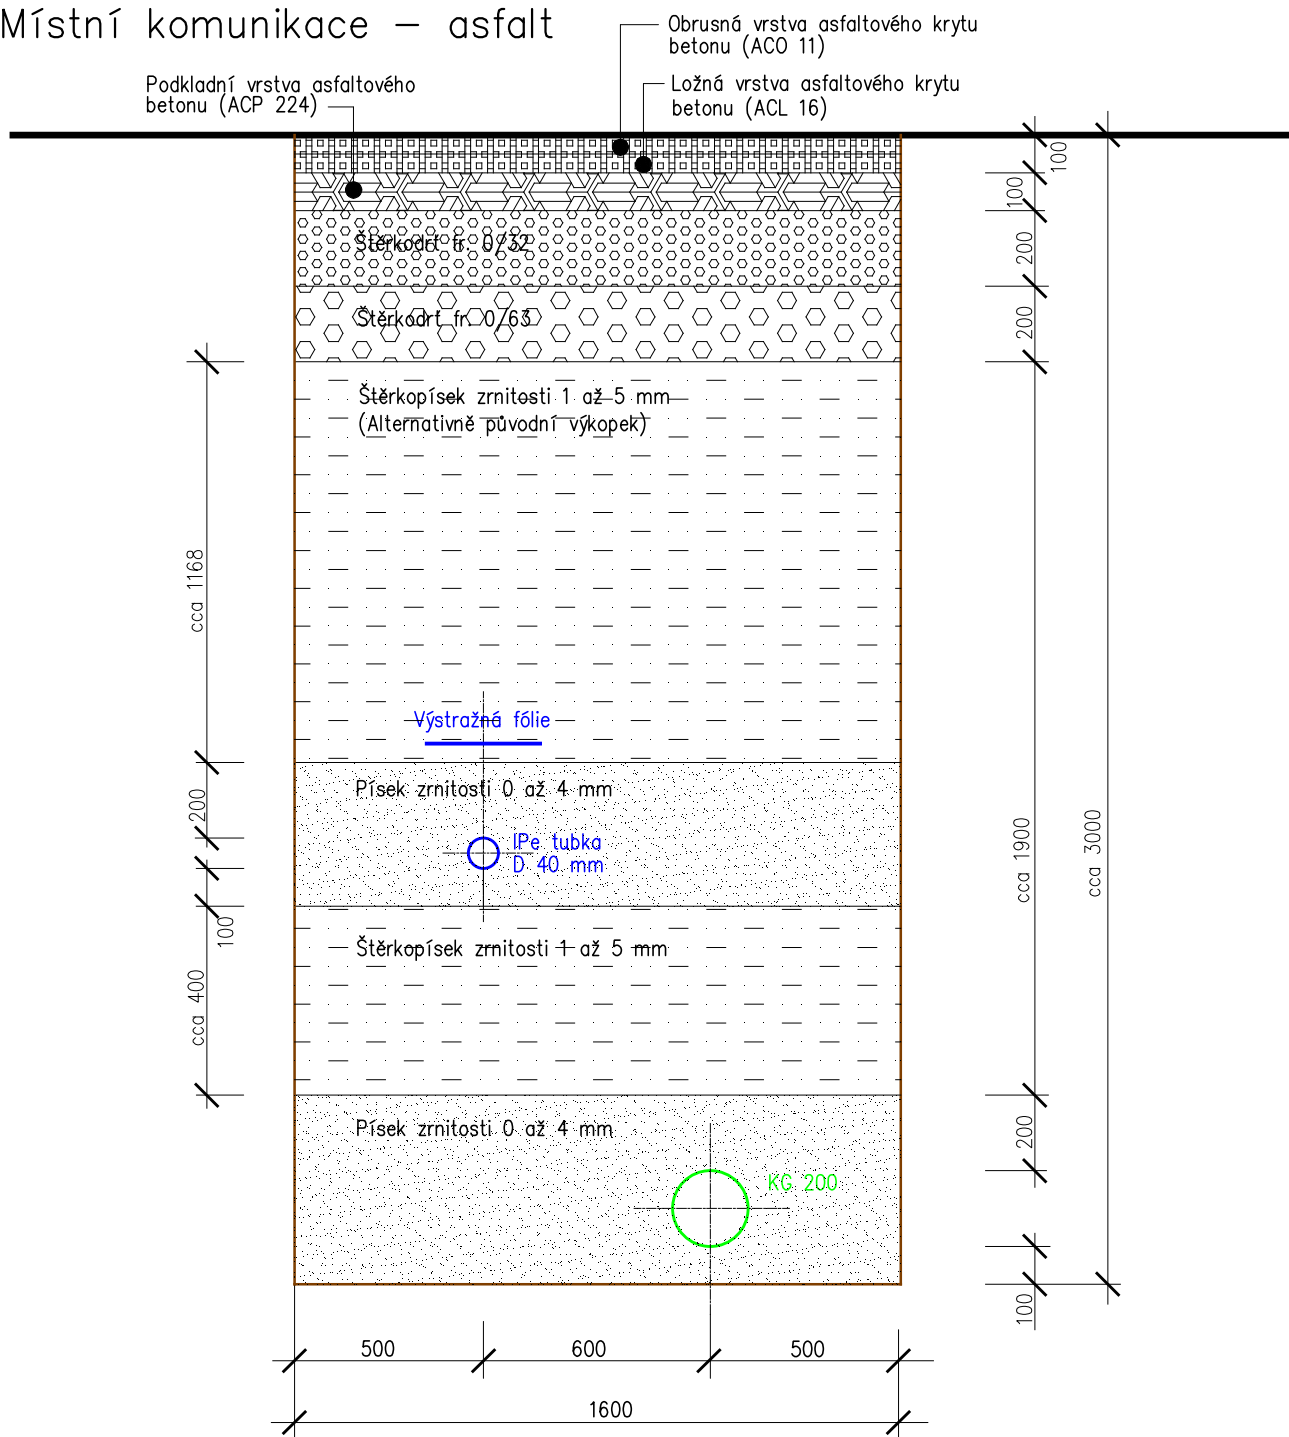 Místní komunikace – asfalt
Obrusná vrstva asfaltového krytu
betonu (ACO 11)
Podkladní vrstva asfaltového
betonu (ACP 224)
Ložná vrstva asfaltového krytu
betonu (ACL 16)
100
100
Štěrkodrť fr. 0/32
200
Štěrkodrť fr. 0/63
200
Štěrkopísek zrnitosti 1 až 5 mm
(Alternativně původní výkopek)
cca 1168
Výstražná fólie
Písek zrnitosti 0 až 4 mm
200
IPe tubka
D 40 mm
cca 1900
cca 3000
100
Štěrkopísek zrnitosti 1 až 5 mm
cca 400
Písek zrnitosti 0 až 4 mm
200
KG 200
100
500
600
500
1600